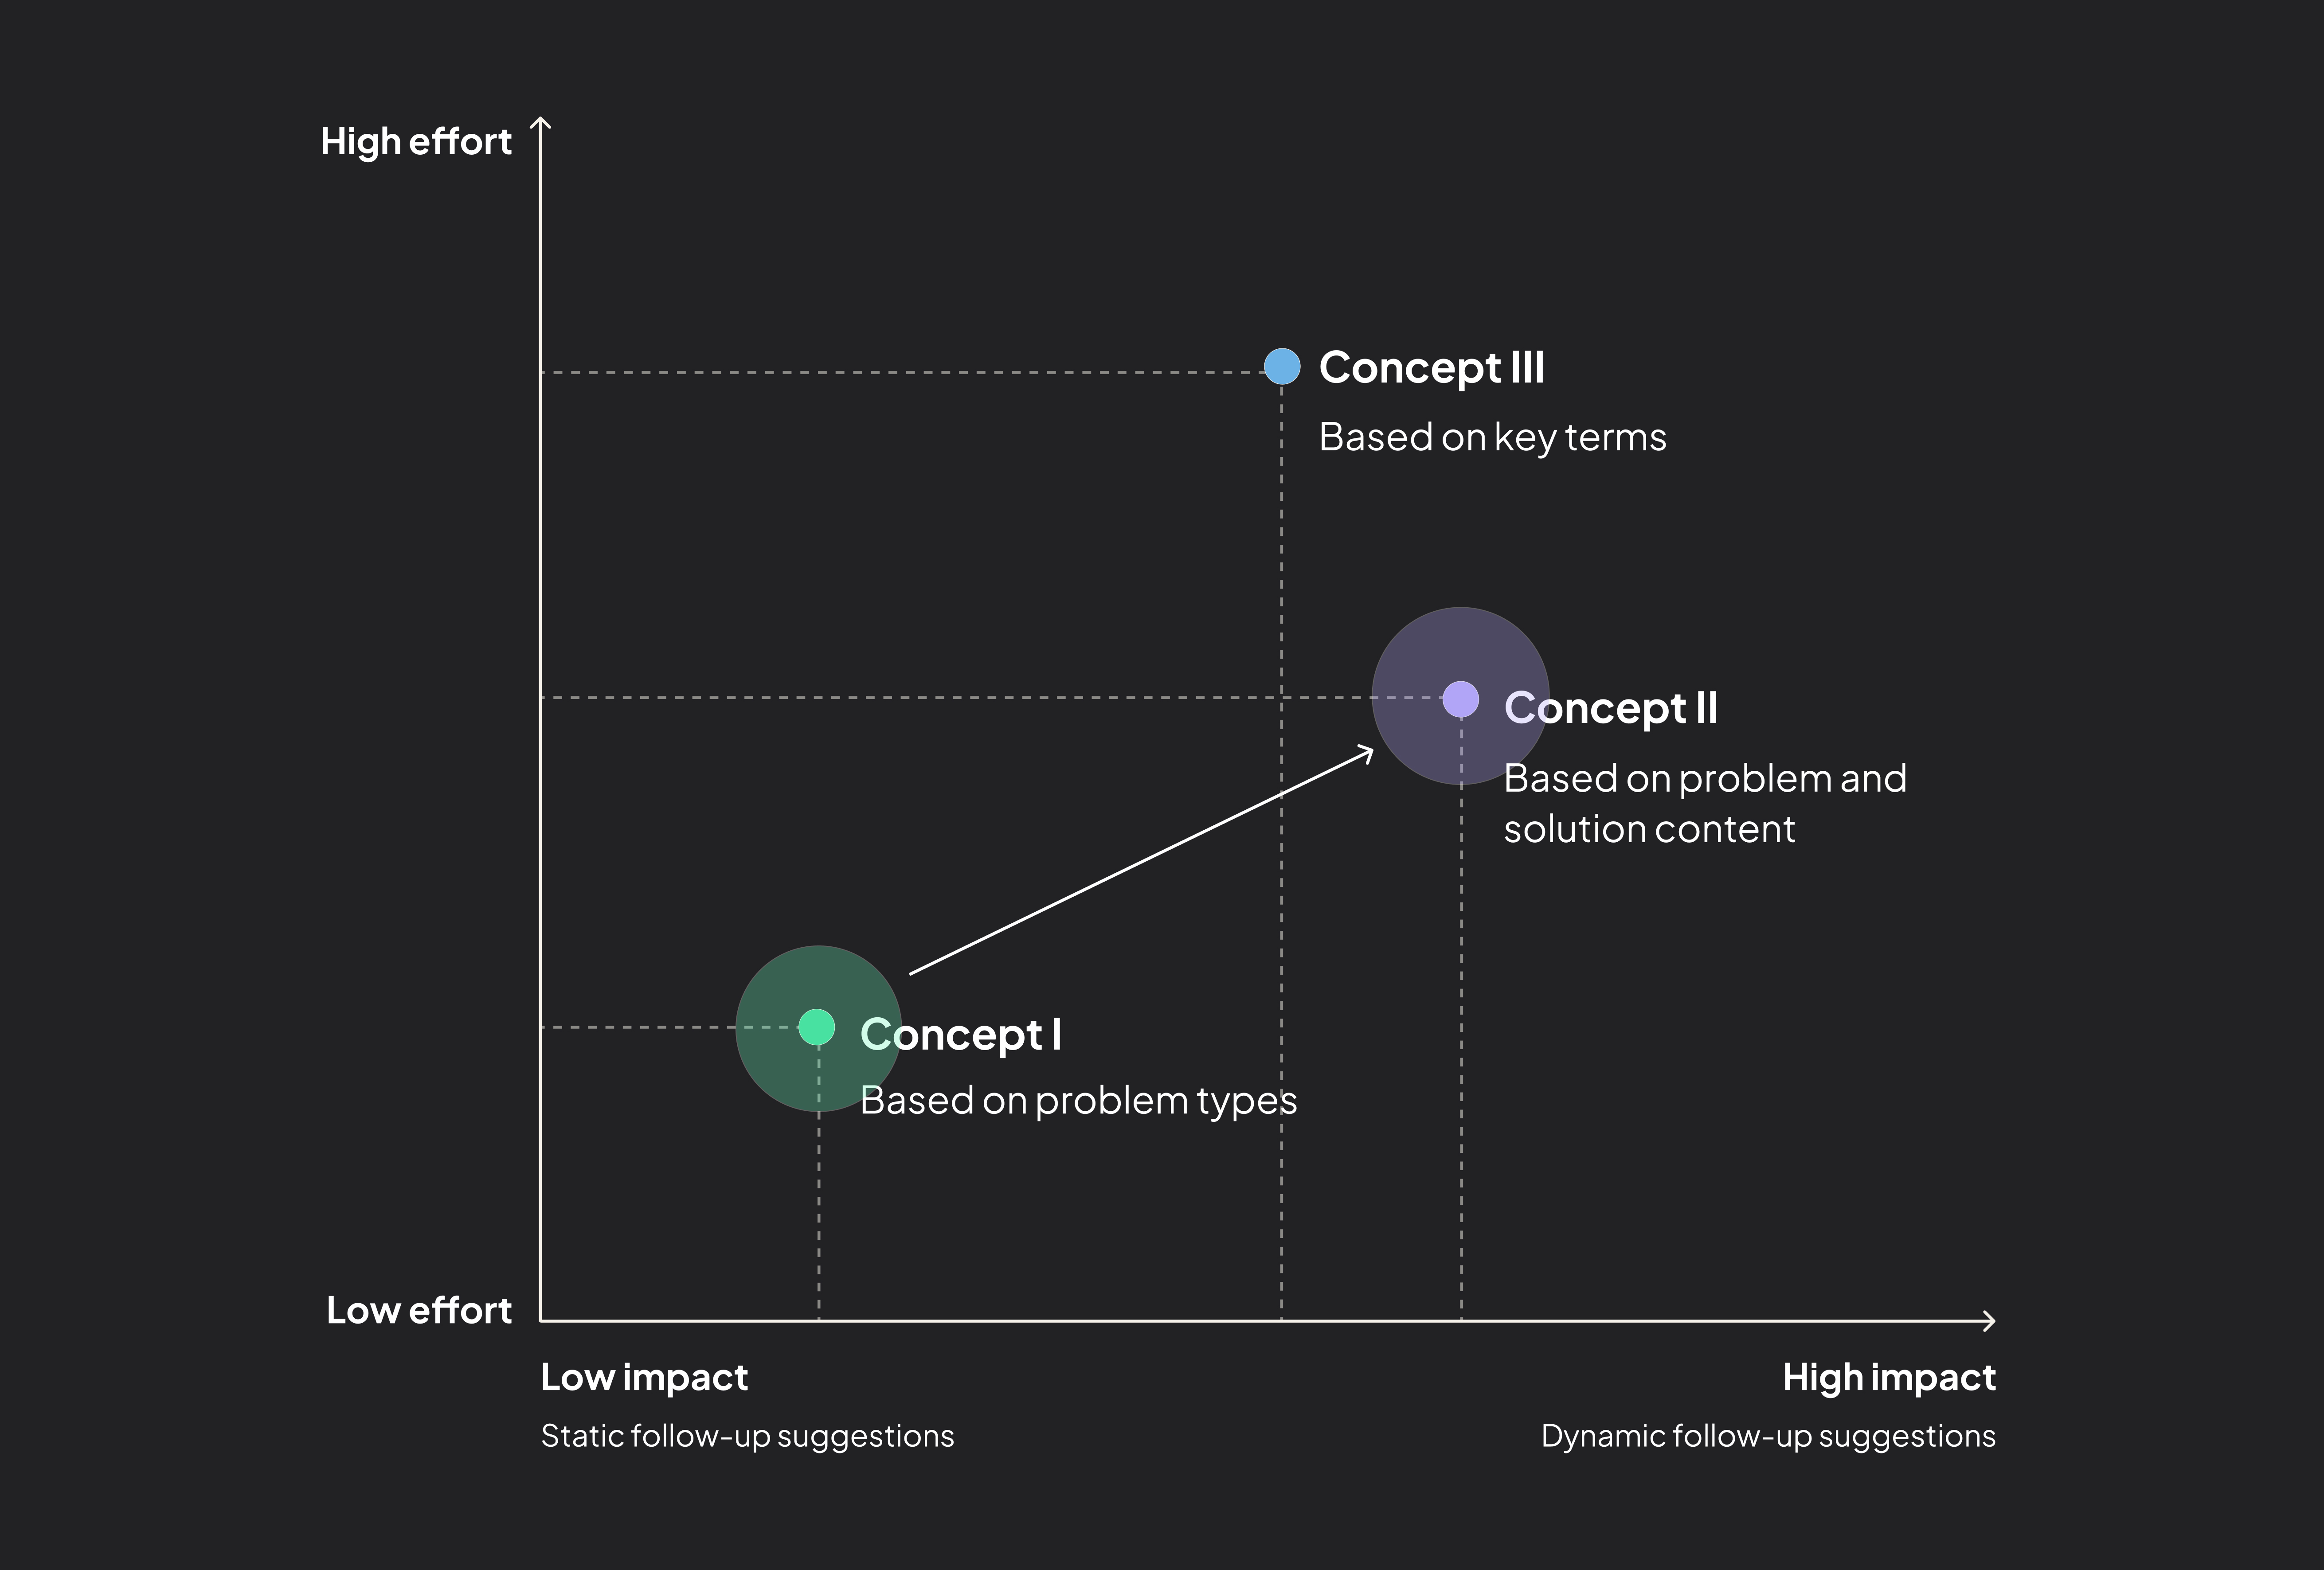 High effort
Concept III
Based on key terms
Concept II
Based on problem and
solution content
Concept I
Based on problem types
Low effort
Low impact
High impact
Static follow-up suggestions
Dynamic follow-up suggestions